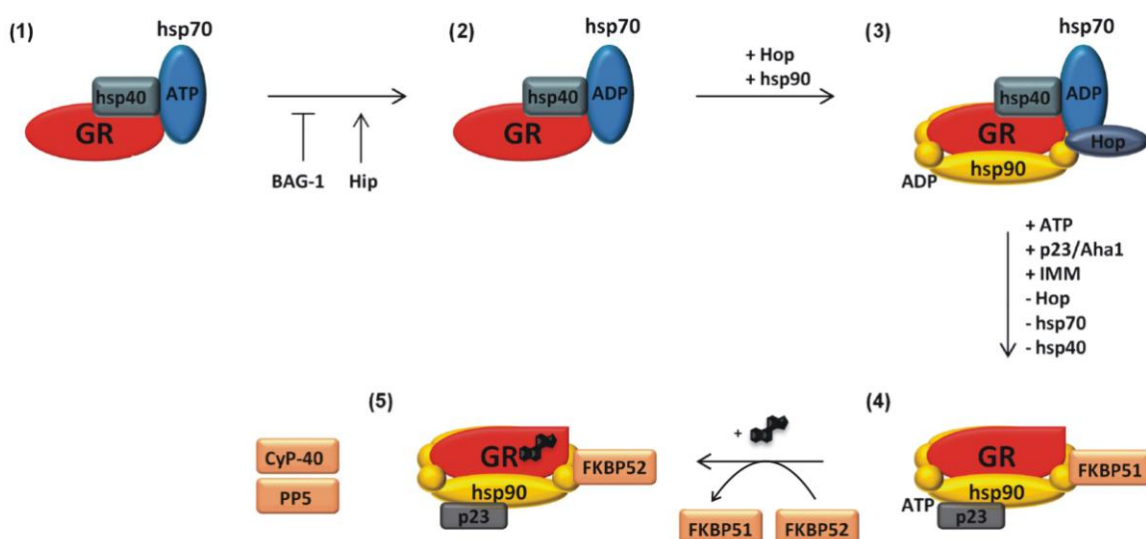 (1)
hsp70
hsp40
ATP
GR
BAG-1
Hip
(2)
hsp70
hsp40
ADP
GR
+ Hop
+ hsp90
(3)
hsp70
hsp40
ADP
GR
Hop
hsp90
ADP
+ ATP
+ p23/Aha1
+ IMM
- Hop
- hsp70
- hsp40
(4)
GR
FKBP51
hsp90
ATP
p23
+
FKBP51
FKBP52
(5)
GR
FKBP52
hsp90
p23
CyP-40
PP5